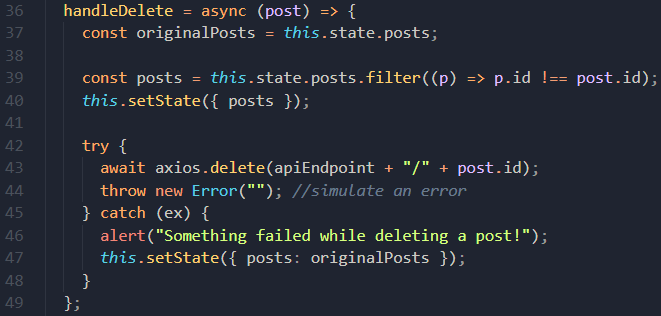 36 handleDelete = async (post) => {
37 const originalPosts = this.state.posts;
38
39 const posts = this.state.posts.filter((p) => p.id !== post.id);
40 this.setState({ posts });
41
42 try {
43 await axios.delete(apiEndpoint + "/" + post.id);
44 throw new Error(""); //simulate an error
45 } catch (ex) {
46 alert("Something failed while deleting a post!");
47 this.setState({ posts: originalPosts });
48 }
49 };